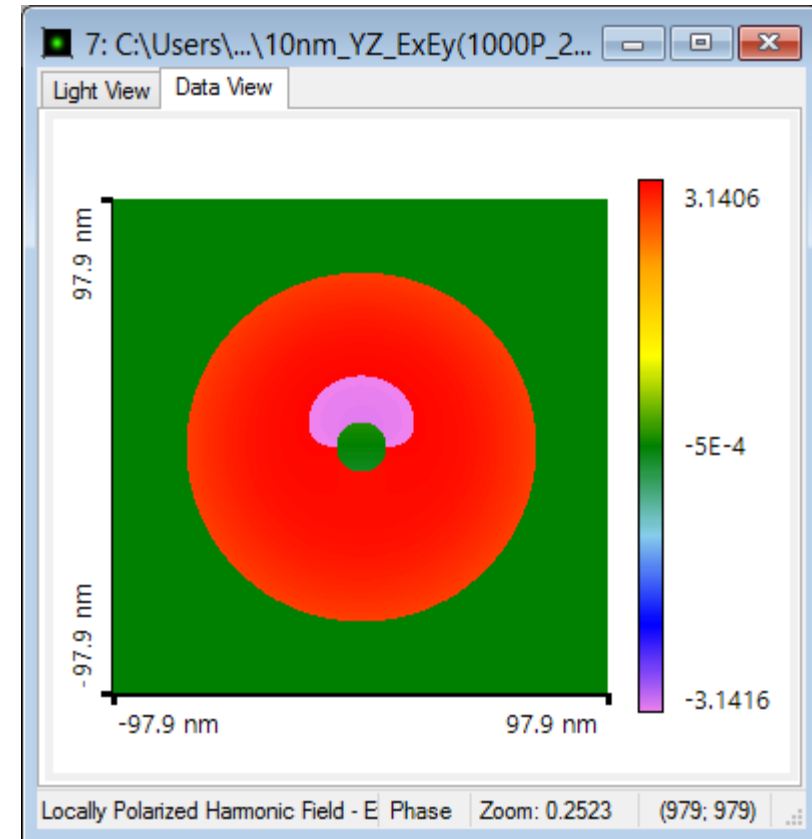 7: C:\Users\...\10nm_YZ_ExEy(1000P_2...
Light View Data View
3.1406
97.9 nm
-5E-4
-97.9 nm
-3.1416
-97.9 nm 97.9 nm
Locally Polarized Harmonic Field - E Phase Zoom: 0.2523 (979; 979)